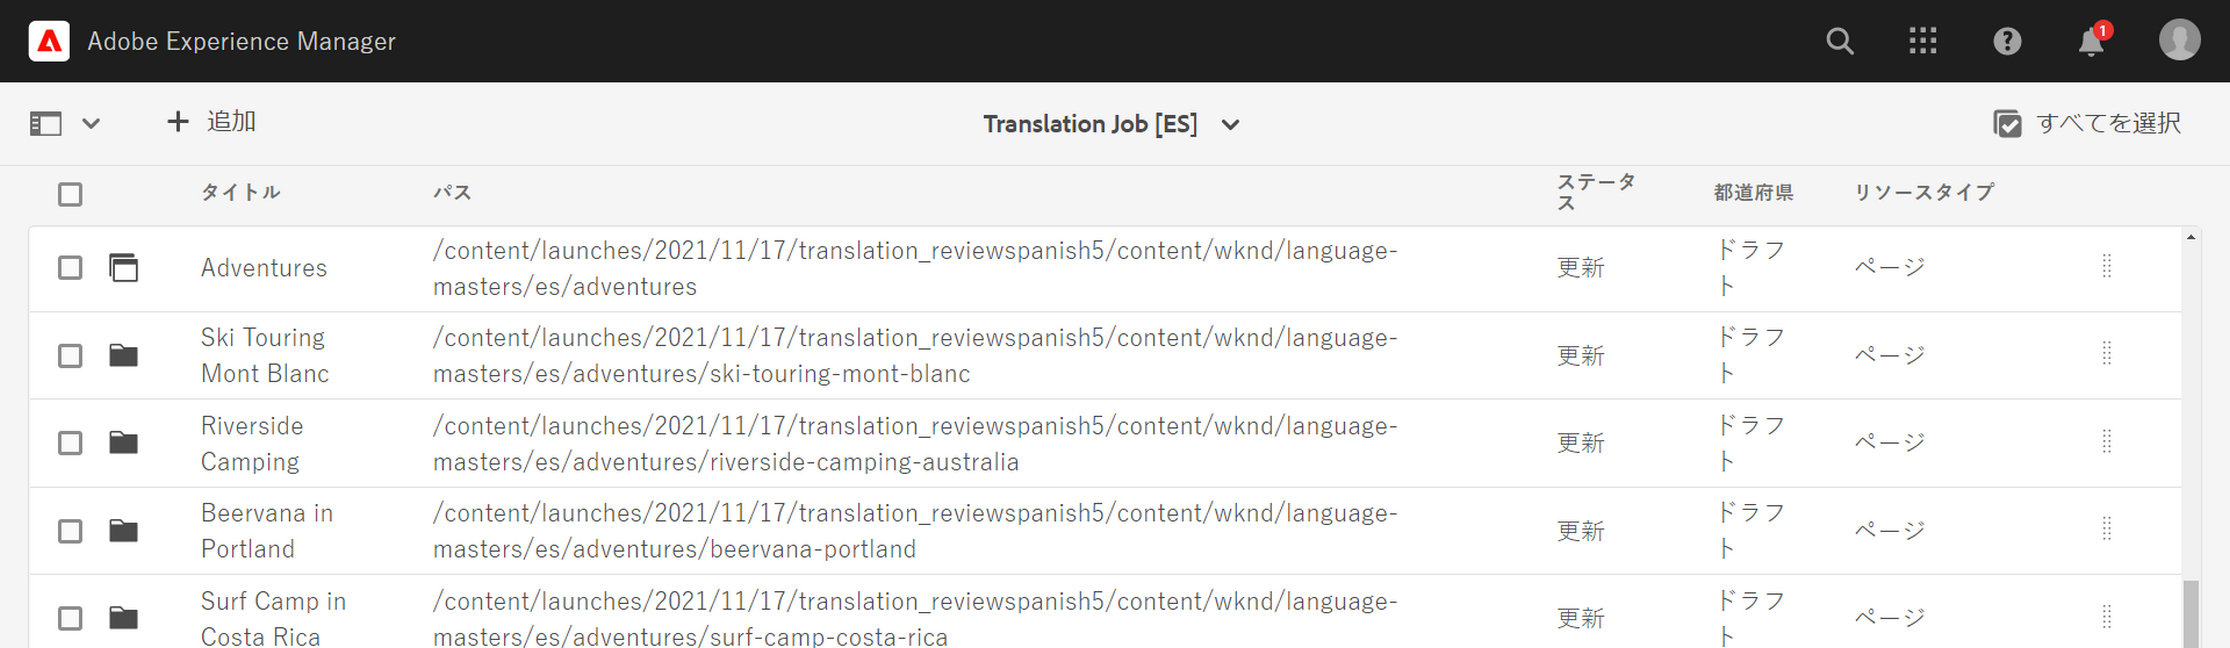 Adobe Experience Manager
1
追加
Translation Job [ES]
すべてを選択
タイトル
パス
ステータ
ス
都道府県
リソースタイプ
Adventures
/content/launches/2021/11/17/translation_reviewspanish5/content/wknd/language-
masters/es/adventures
更新
ドラフ
ト
ページ
Ski Touring
Mont Blanc
/content/launches/2021/11/17/translation_reviewspanish5/content/wknd/language-
masters/es/adventures/ski-touring-mont-blanc
更新
ドラフ
ト
ページ
Riverside
Camping
/content/launches/2021/11/17/translation_reviewspanish5/content/wknd/language-
masters/es/adventures/riverside-camping-australia
更新
ドラフ
ト
ページ
Beervana in
Portland
/content/launches/2021/11/17/translation_reviewspanish5/content/wknd/language-
masters/es/adventures/beervana-portland
更新
ドラフ
ト
ページ
Surf Camp in
Costa Rica
/content/launches/2021/11/17/translation_reviewspanish5/content/wknd/language-
masters/es/adventures/surf-camp-costa-rica
更新
ドラフ
ト
ページ